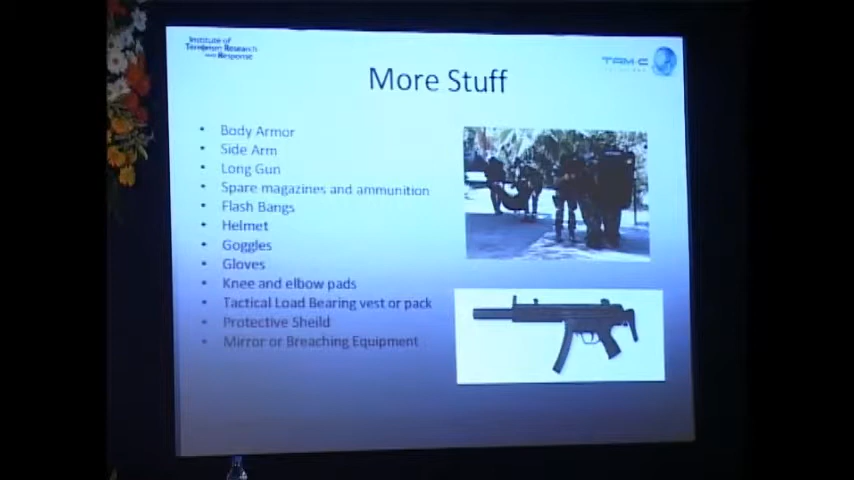 Institute of
Terrorism Research
and Response
TAM-C
More Stuff
• Body Armor
• Side Arm
• Long Gun
• Spare magazines and ammunition
• Flash Bangs
• Helmet
• Goggles
• Gloves
• Knee and elbow pads
• Tactical Load Bearing vest or pack
• Protective Sheild
• Mirror or Breaching Equipment